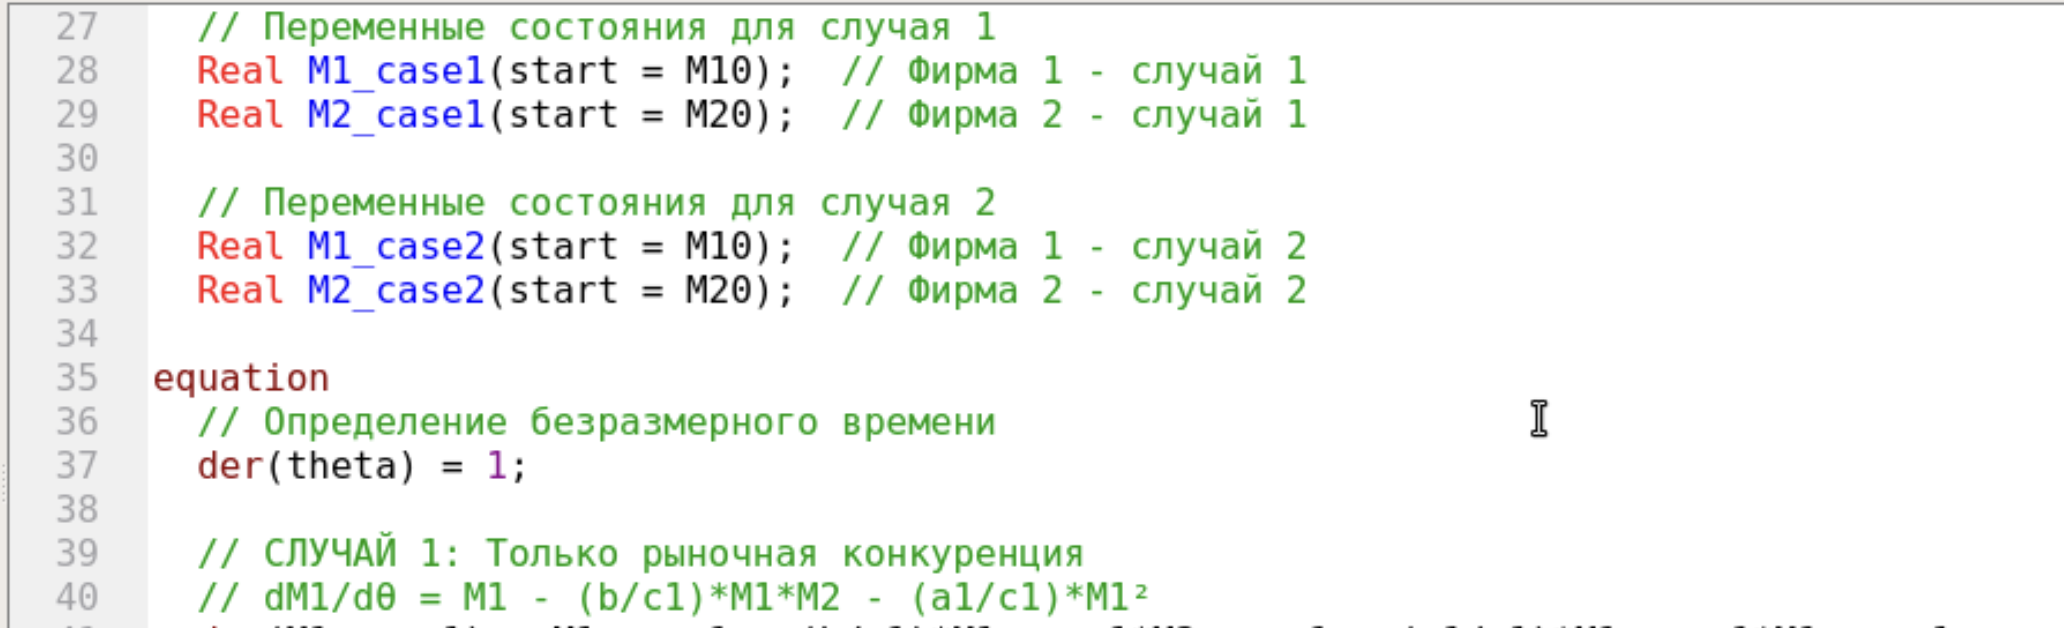 27 // Переменные состояния для случая 1
28 Real M1_case1(start = M10); // Фирма 1 - случай 1
29 Real M2_case1(start = M20); // Фирма 2 - случай 1
30
31 // Переменные состояния для случая 2
32 Real M1_case2(start = M10); // Фирма 1 - случай 2
33 Real M2_case2(start = M20); // Фирма 2 - случай 2
34
35 equation
36 // Определение безразмерного времени
37 der(theta) = 1;
38
39 // СЛУЧАЙ 1: Только рыночная конкуренция
40 // dM1/dθ = M1 - (b/c1)*M1*M2 - (a1/c1)*M1²